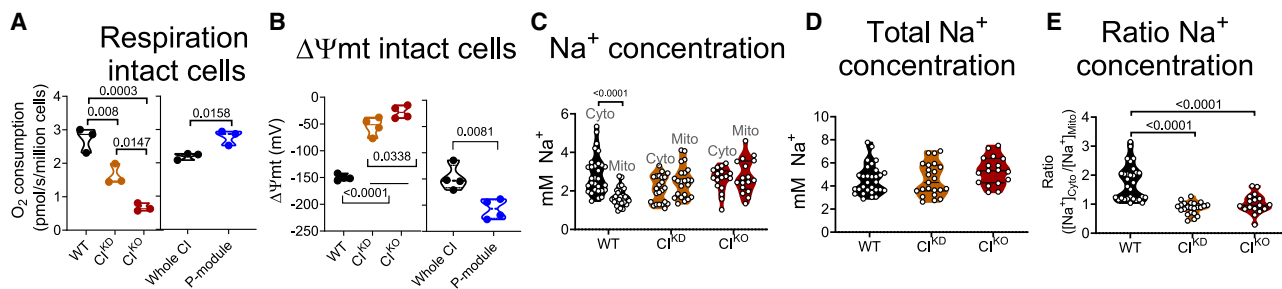 A
Respiration
intact cells
O₂ consumption
(pmol/s/million cells)
4
3
2
1
0
0.0003
0.008
0.0147
0.0158
WT
CIᴷᴰ
CIᴷᴼ
Whole CI
P-module
B
ΔΨmt intact cells
ΔΨmt (mV)
0
-50
-100
-150
-200
-250
0.0338
<0.0001
0.0081
WT
CIᴷᴰ
CIᴷᴼ
Whole CI
P-module
C
Na⁺ concentration
mM Na⁺
6
4
2
0
<0.0001
Cyto
Mito
Cyto
Mito
Cyto
Mito
WT
CIᴷᴰ
CIᴷᴼ
D
Total Na⁺
concentration
mM Na⁺
10
8
6
4
2
0
WT
CIᴷᴰ
CIᴷᴼ
E
Ratio Na⁺
concentration
Ratio
([Na⁺]Cyto/[Na⁺]Mito)
4
3
2
1
0
<0.0001
<0.0001
WT
CIᴷᴰ
CIᴷᴼ